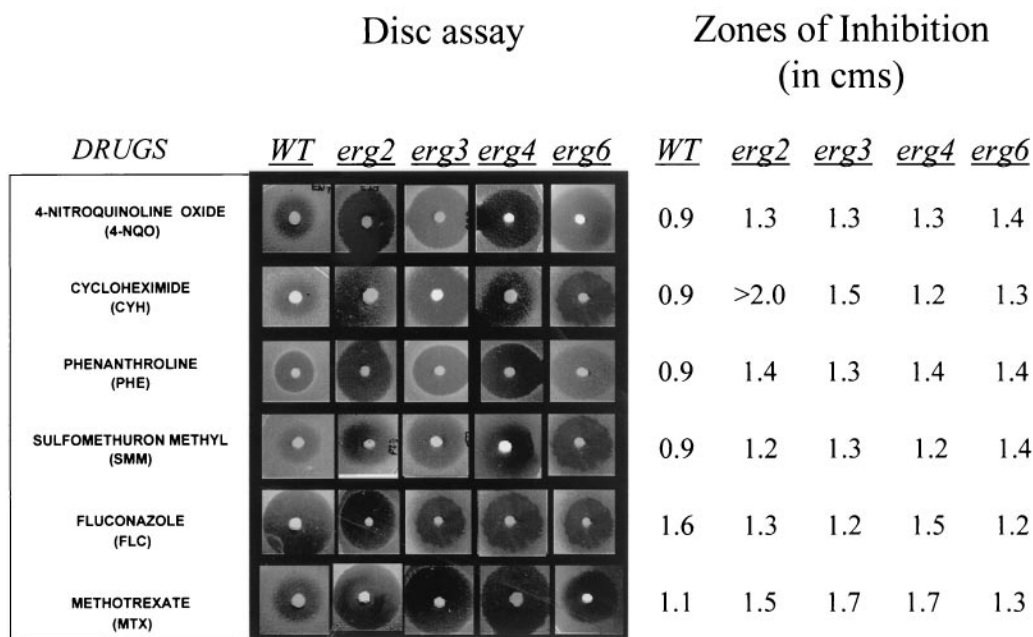 Disc assay Zones of Inhibition
(in cms)
DRUGS WT erg2 erg3 erg4 erg6 WT erg2 erg3 erg4 erg6
4-NITROQUINOLINE OXIDE
(4-NQO)
0.9 1.3 1.3 1.3 1.4
CYCLOHEXIMIDE
(CYH)
0.9 >2.0 1.5 1.2 1.3
PHENANTHROLINE
(PHE)
0.9 1.4 1.3 1.4 1.4
SULFOMETHURON METHYL
(SMM)
0.9 1.2 1.3 1.2 1.4
FLUCONAZOLE
(FLC)
1.6 1.3 1.2 1.5 1.2
METHOTREXATE
(MTX)
1.1 1.5 1.7 1.7 1.3